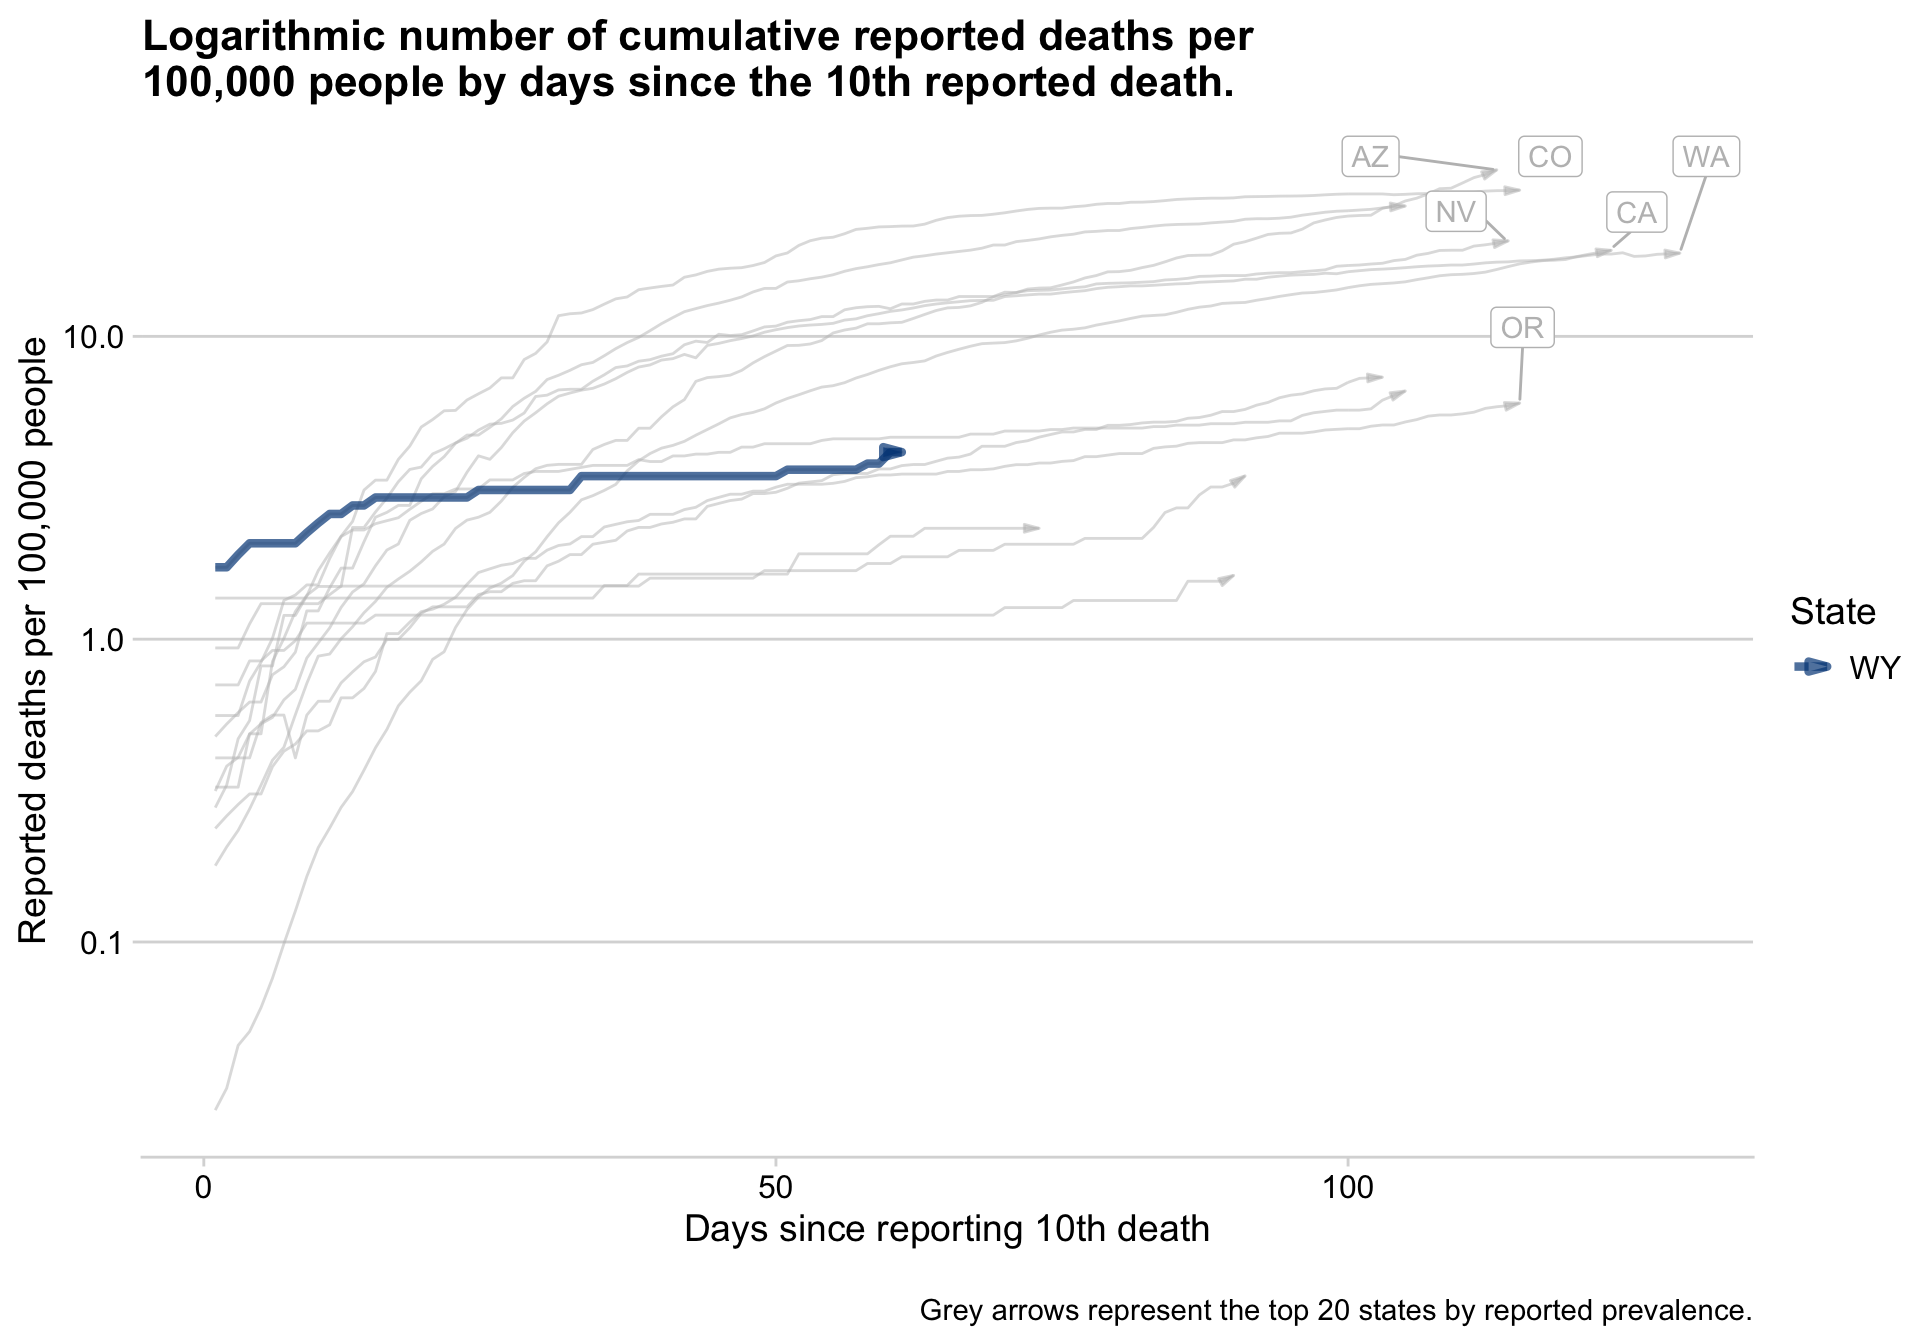 Logarithmic number of cumulative reported deaths per
100,000 people by days since the 10th reported death.
AZ
CO
WA
NV
CA
OR
10.0
1.0
0.1
Reported deaths per 100,000 people
0
50
100
Days since reporting 10th death
State
WY
Grey arrows represent the top 20 states by reported prevalence.